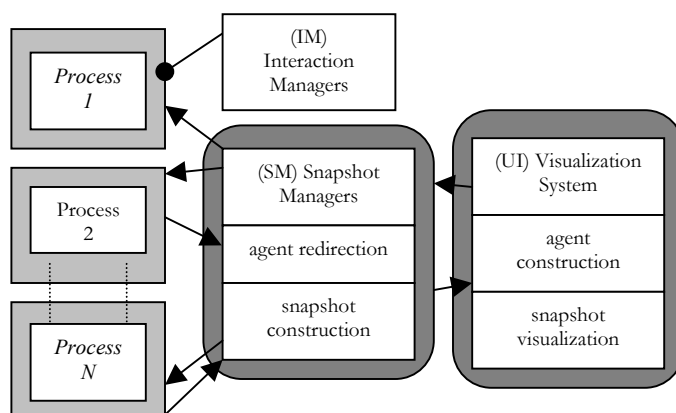 Process
1
(IM)
Interaction
Managers
(SM) Snapshot
Managers
agent redirection
snapshot
construction
(UI) Visualization
System
agent
construction
snapshot
visualization
Process
2
Process
N